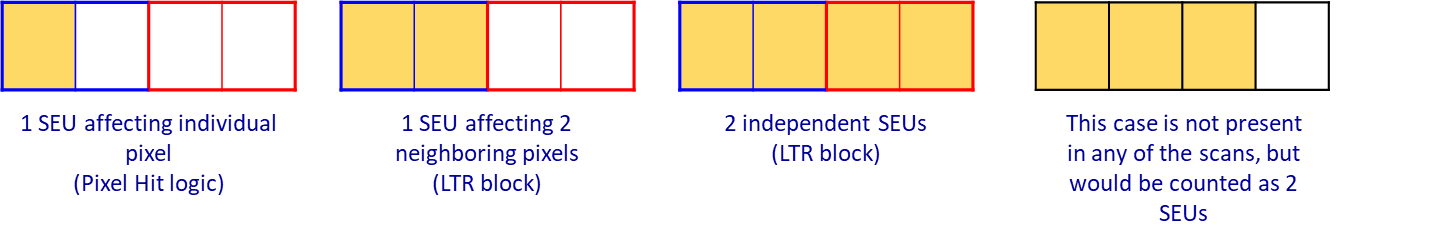 1 SEU affecting individual
pixel
(Pixel Hit logic)
1 SEU affecting 2
neighboring pixels
(LTR block)
2 independent SEUs
(LTR block)
This case is not present
in any of the scans, but
would be counted as 2
SEUs